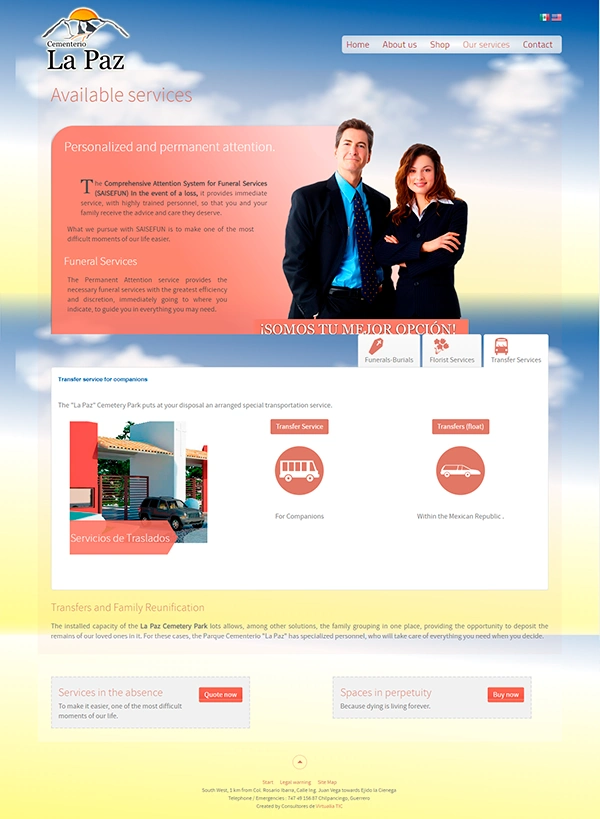 Cementerio
La Paz
Home About us Shop Our services Contact
Available services
Personalized and permanent attention.
The Comprehensive Attention System for Funeral Services
(SAISEFUN) In the event of a loss, it provides immediate
service, with highly trained personnel, so that you and your
family receive the advice and care they deserve.
What we pursue with SAISEFUN is to make one of the most
difficult moments of our life easier.
Funeral Services
The Permanent Attention service provides the
necessary funeral services with the greatest efficiency
and discretion, immediately going to where you
indicate, to guide you in everything you may need.
¡SOMOS TU MEJOR OPCIÓN!
Funerals-Burials Florist Services Transfer Services
Transfer service for companions
The "La Paz" Cemetery Park puts at your disposal an arranged special transportation service.
Transfer Service Transfers (float)
Servicios de Traslados
For Companions Within the Mexican Republic .
Transfers and Family Reunification
The installed capacity of the La Paz Cemetery Park lots allows, among other solutions, the family grouping in one place, providing the opportunity to deposit the
remains of our loved ones in it. For these cases, the Parque Cementerio "La Paz" has specialized personnel, who will take care of everything you need when you decide.
Services in the absence Quote now
To make it easier, one of the most difficult
moments of our life.
Spaces in perpetuity Buy now
Because dying is living forever.
Start Legal warning Site Map
South West, 1 km from Col. Rosario Ibarra, Calle Ing. Juan Vega towards Ejido la Cienega
Telephone / Emergencies : 747 49 158 87 Chilpancingo, Guerrero
Created by Consultores de Virtualia TIC